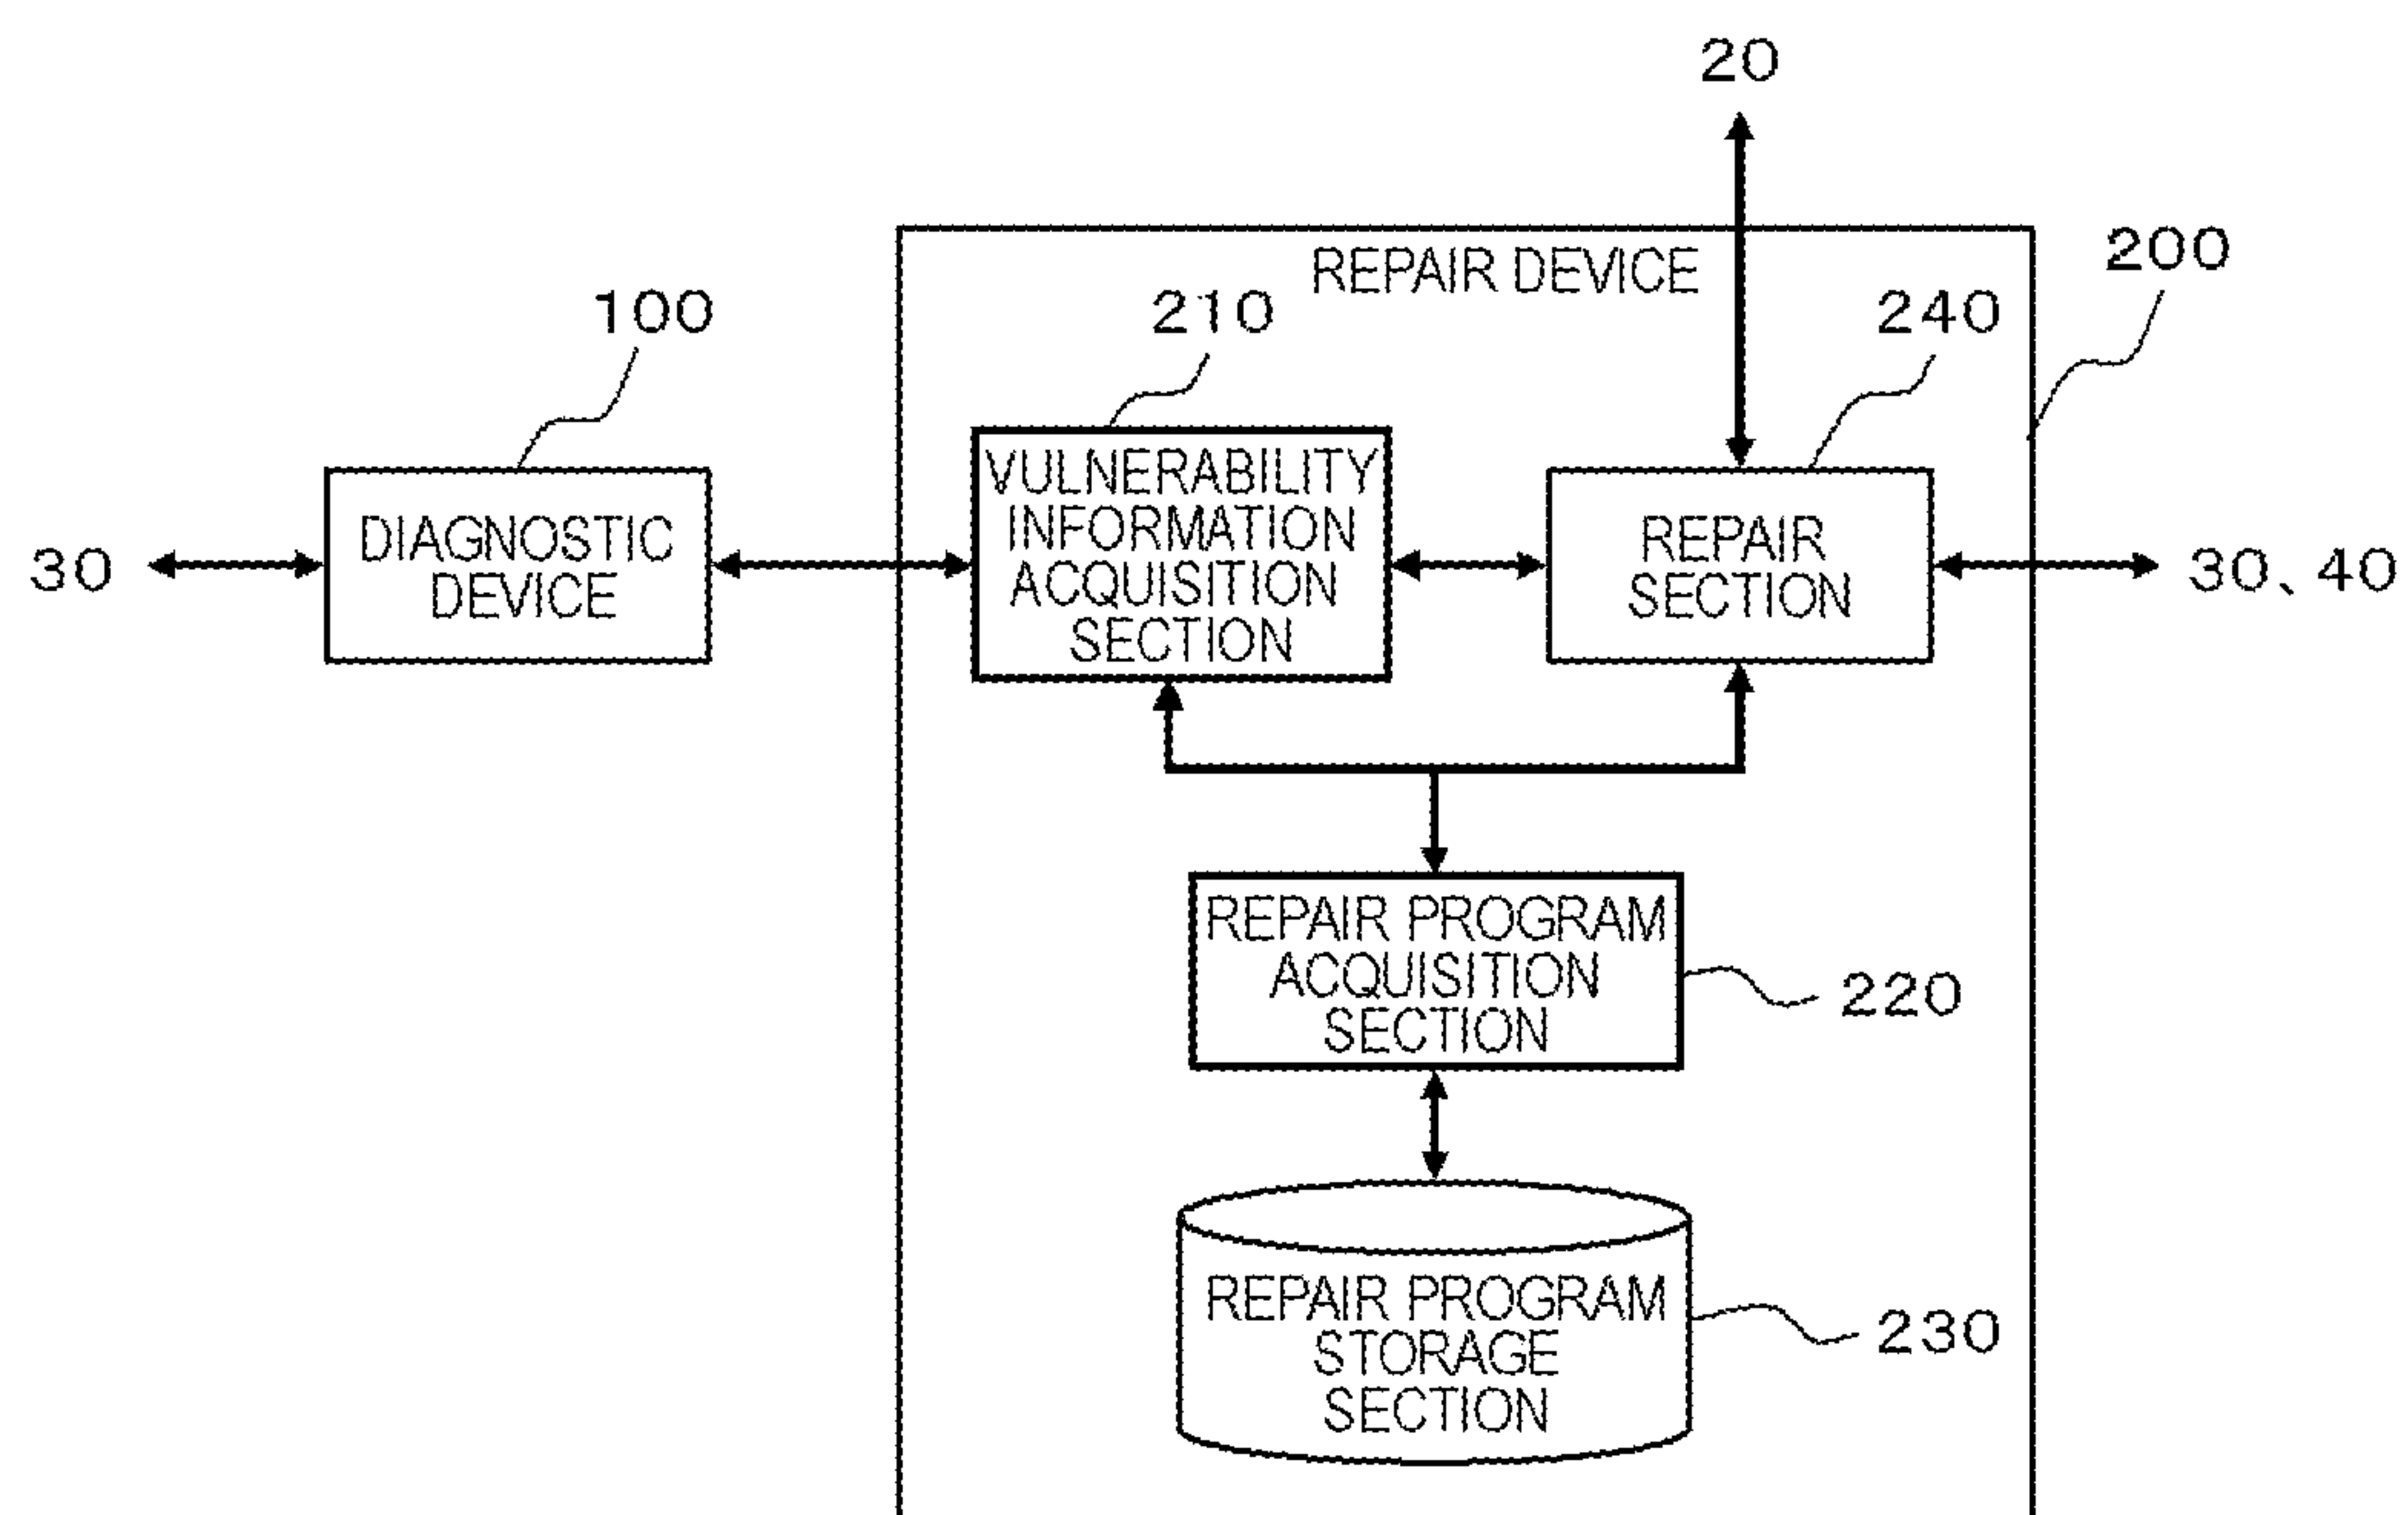 20
REPAIR DEVICE
200
100
210
240
VULNERABILITY
INFORMATION
ACQUISITION
SECTION
DIAGNOSTIC
DEVICE
REPAIR
SECTION
30
30、40
REPAIR PROGRAM
ACQUISITION
SECTION
220
REPAIR PROGRAM
STORAGE
SECTION
230